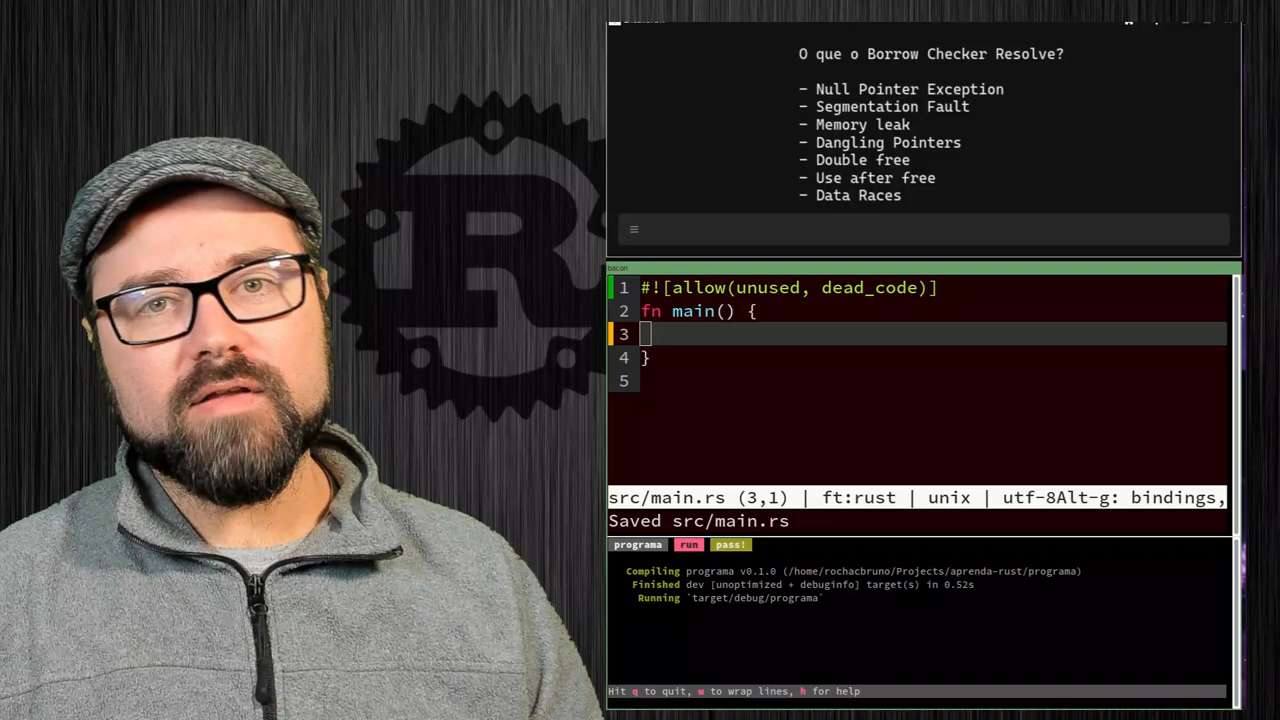 R
O que o Borrow Checker Resolve?
- Null Pointer Exception
- Segmentation Fault
- Memory leak
- Dangling Pointers
- Double free
- Use after free
- Data Races
bacon
1 #![allow(unused, dead_code)]
2 fn main() {
3
4 }
5
src/main.rs (3,1) | ft:rust | unix | utf-8Alt-g: bindings,
Saved src/main.rs
programa run pass!
Compiling programa v0.1.0 (/home/rochacbruno/Projects/aprenda-rust/programa)
Finished dev [unoptimized + debuginfo] target(s) in 0.52s
Running `target/debug/programa`
Hit q to quit, w to wrap lines, h for help